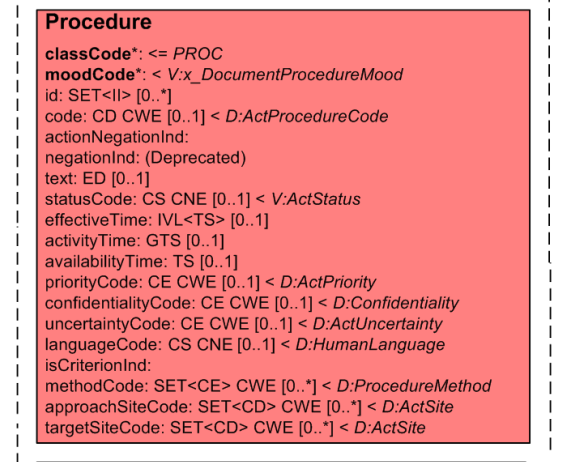 Procedure
classCode*: <= PROC
moodCode*: < V:x_DocumentProcedureMood
id: SET<II> [0..*]
code: CD CWE [0..1] < D:ActProcedureCode
actionNegationInd:
negationInd: (Deprecated)
text: ED [0..1]
statusCode: CS CNE [0..1] < V:ActStatus
effectiveTime: IVL<TS> [0..1]
activityTime: GTS [0..1]
availabilityTime: TS [0..1]
priorityCode: CE CWE [0..1] < D:ActPriority
confidentialityCode: CE CWE [0..1] < D:Confidentiality
uncertaintyCode: CE CWE [0..1] < D:ActUncertainty
languageCode: CS CNE [0..1] < D:HumanLanguage
isCriterionInd:
methodCode: SET<CE> CWE [0..*] < D:ProcedureMethod
approachSiteCode: SET<CD> CWE [0..*] < D:ActSite
targetSiteCode: SET<CD> CWE [0..*] < D:ActSite